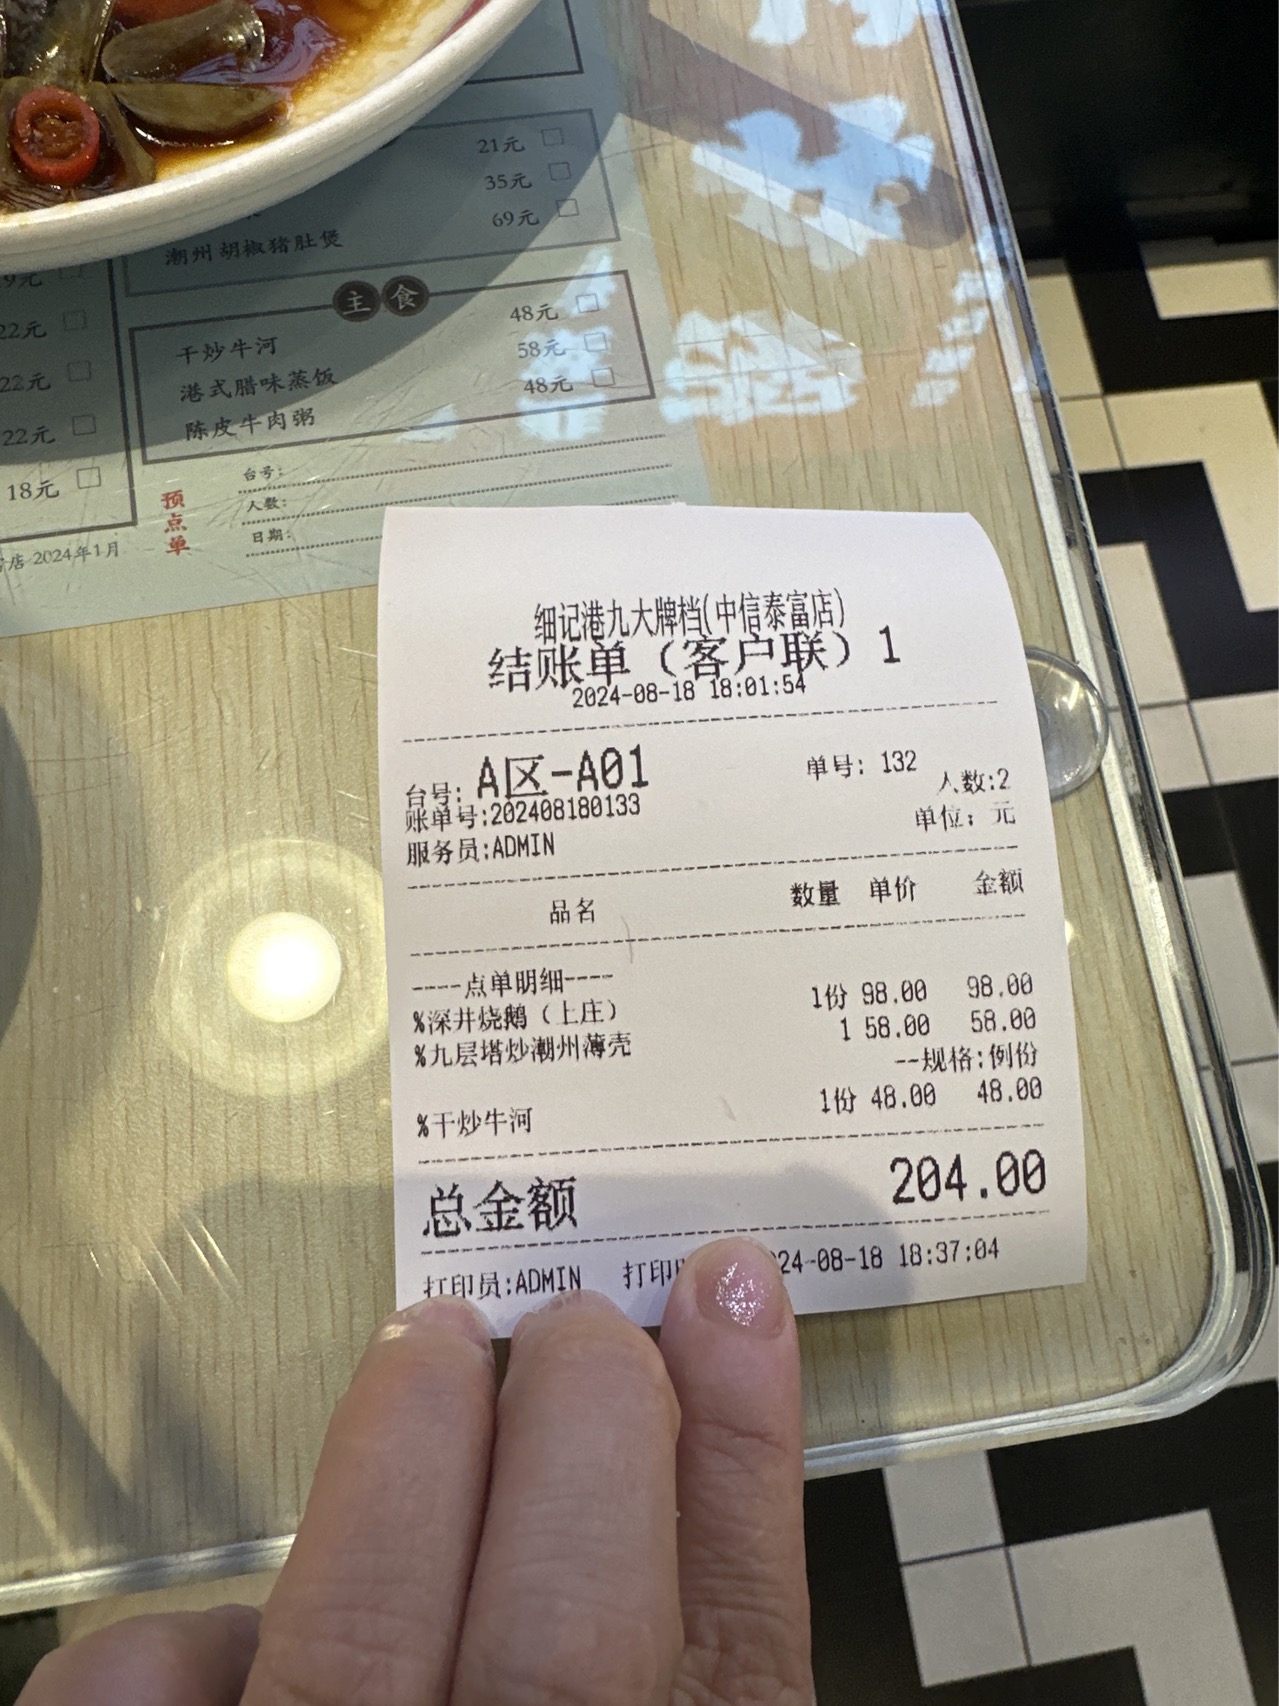 21元
35元
69元
潮州胡椒猪肚煲
9元
22元
22元
22元
18元
主食
48元
干炒牛河
58元
港式腊味蒸饭
48元
陈皮牛肉粥
预点单
台号:
人数:
日期:
店 2024年1月
细记港九大牌档(中信泰富店)
结账单（客户联）1
2024-08-18 18:01:54
台号: A区-A01 单号: 132
账单号:202408180133 人数:2
服务员:ADMIN 单位: 元
品名 数量 单价 金额
----点单明细----
%深井烧鹅（上庄） 1份 98.00 98.00
%九层塔炒潮州薄壳 1 58.00 58.00
--规格:例份
%干炒牛河 1份 48.00 48.00
总金额 204.00
打印员:ADMIN 打印 24-08-18 18:37:04